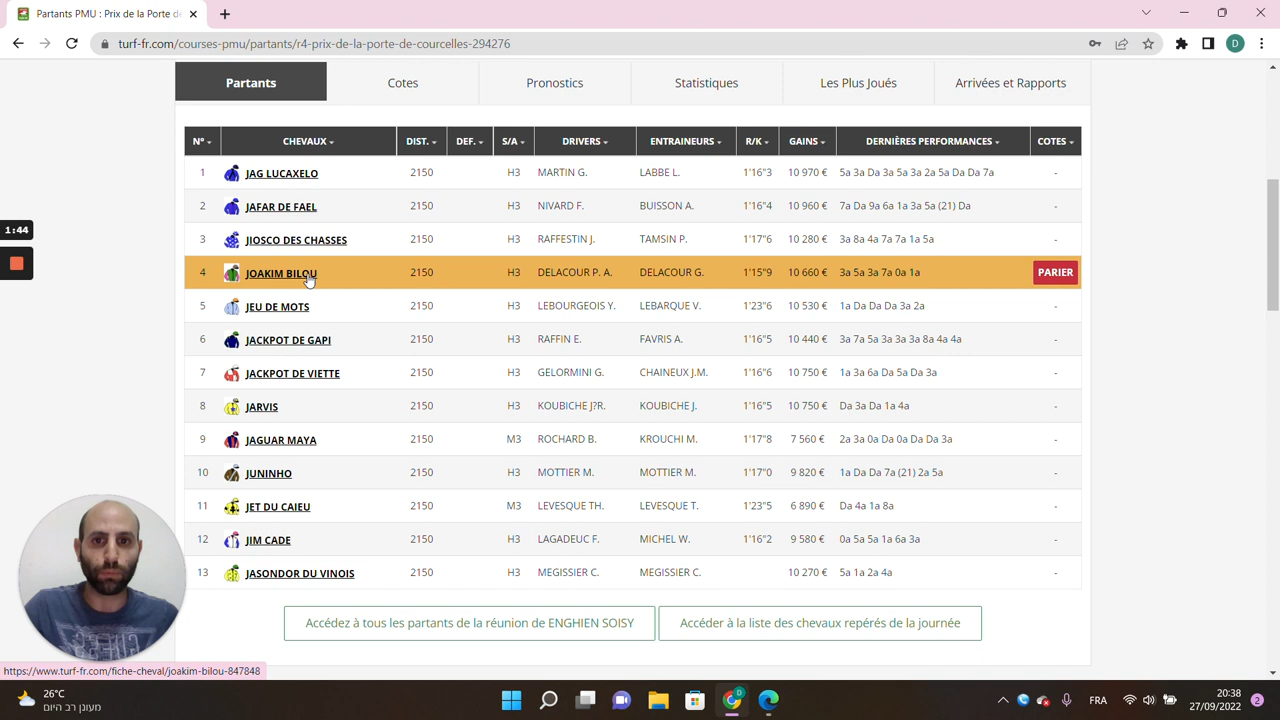 Partants PMU : Prix de la Porte de
turf-fr.com/courses-pmu/partants/r4-prix-de-la-porte-de-courcelles-294276
D
Partants Cotes Pronostics Statistiques Les Plus Joués Arrivées et Rapports
N° CHEVAUX DIST. DEF. S/A DRIVERS ENTRAINEURS R/K GAINS DERNIÈRES PERFORMANCES COTES
1 JAG LUCAXELO 2150 H3 MARTIN G. LABBE L. 1'16"3 10 970 € 5a 3a Da 3a 5a 3a 2a 5a Da Da 7a -
2 JAFAR DE FAEL 2150 H3 NIVARD F. BUISSON A. 1'16"4 10 960 € 7a Da 9a 6a 1a 3a 5a (21) Da -
1:44
3 JIOSCO DES CHASSES 2150 H3 RAFFESTIN J. TAMSIN P. 1'17"6 10 280 € 3a 8a 4a 7a 7a 1a 5a -
4 JOAKIM BILOU 2150 H3 DELACOUR P. A. DELACOUR G. 1'15"9 10 660 € 3a 5a 3a 7a 0a 1a PARIER
5 JEU DE MOTS 2150 H3 LEBOURGEOIS Y. LEBARQUE V. 1'23"6 10 530 € 1a Da Da Da 3a 2a -
6 JACKPOT DE GAPI 2150 H3 RAFFIN E. FAVRIS A. 1'16"5 10 440 € 3a 7a 5a 3a 3a 3a 8a 4a 4a -
7 JACKPOT DE VIETTE 2150 H3 GELORMINI G. CHAINEUX J.M. 1'16"6 10 750 € 1a 3a 6a Da 5a Da 3a -
8 JARVIS 2150 H3 KOUBICHE J?R. KOUBICHE J. 1'16"5 10 750 € Da 3a Da 1a 4a -
9 JAGUAR MAYA 2150 M3 ROCHARD B. KROUCHI M. 1'17"8 7 560 € 2a 3a 0a Da 0a Da Da 3a -
10 JUNINHO 2150 H3 MOTTIER M. MOTTIER M. 1'17"0 9 820 € 1a Da Da 7a (21) 2a 5a -
11 JET DU CAIEU 2150 M3 LEVESQUE TH. LEVESQUE T. 1'23"5 6 890 € Da 4a 1a 8a -
12 JIM CADE 2150 H3 LAGADEUC F. MICHEL W. 1'16"2 9 580 € 0a 5a 5a 1a 6a 3a -
13 JASONDOR DU VINOIS 2150 H3 MEGISSIER C. MEGISSIER C. 10 270 € 5a 1a 2a 4a -
Accédez à tous les partants de la réunion de ENGHIEN SOISY Accéder à la liste des chevaux repérés de la journée
https://www.turf-fr.com/fiche-cheval/joakim-bilou-847848
26°C
מעונן רב היום
FRA
20:38
27/09/2022
2